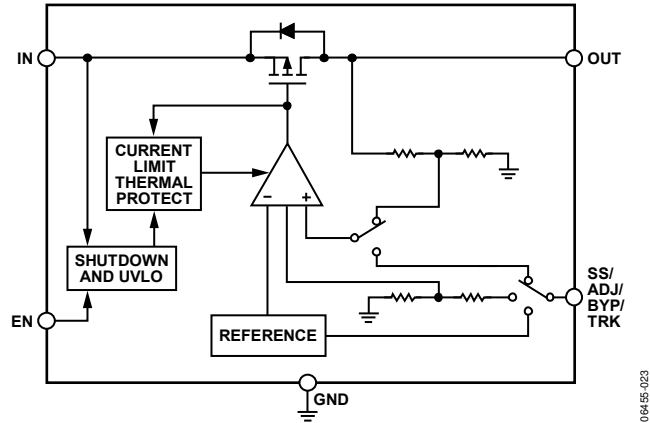 IN
OUT
CURRENT
LIMIT
THERMAL
PROTECT
–
+
SHUTDOWN
AND UVLO
SS/
ADJ/
BYP/
TRK
EN
REFERENCE
GND
06455-023